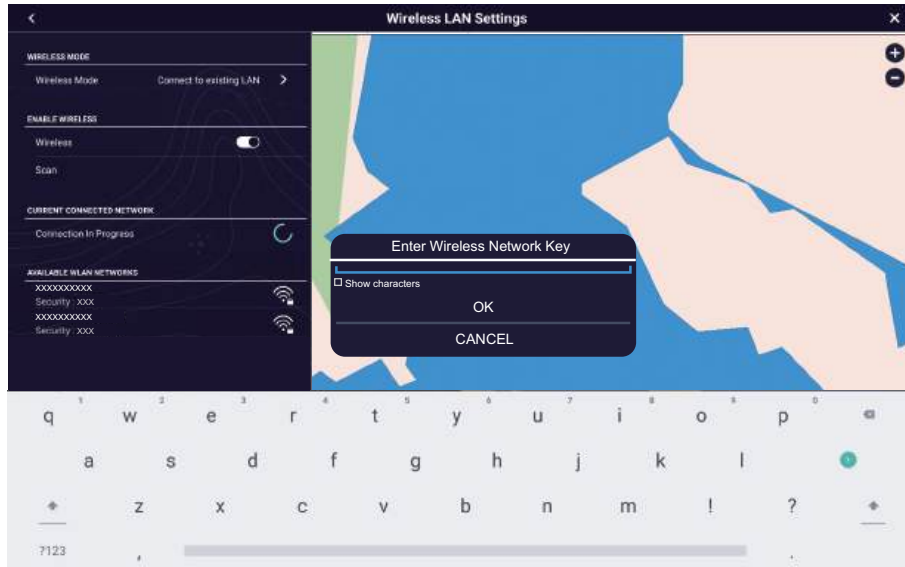 Wireless LAN Settings
WIRELESS MODE
Wireless Mode Connect to existing LAN
ENABLE WIRELESS
Wireless
Scan
CURRENT CONNECTED NETWORK
Connection In Progress
AVAILABLE WLAN NETWORKS
XXXXXXXXXX
Security : XXX
XXXXXXXXXX
Security : XXX
Enter Wireless Network Key
Show characters
OK
CANCEL
1 2 3 4 5 6 7 8 9 0
q w e r t y u i o p
a s d f g h j k l
z x c v b n m ! ?
?123 , .